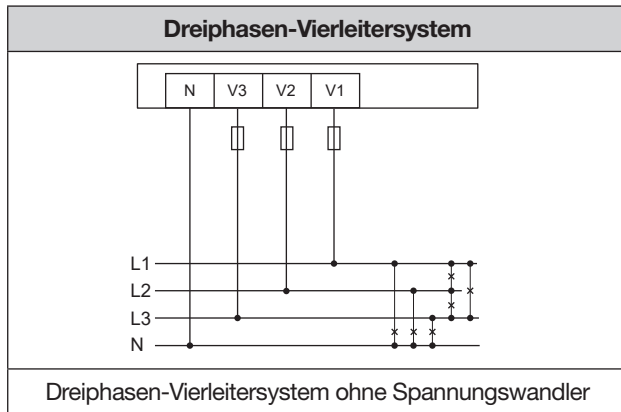 Dreiphasen-Vierleitersystem
N V3 V2 V1
L1
L2
L3
N
Dreiphasen-Vierleitersystem ohne Spannungswandler